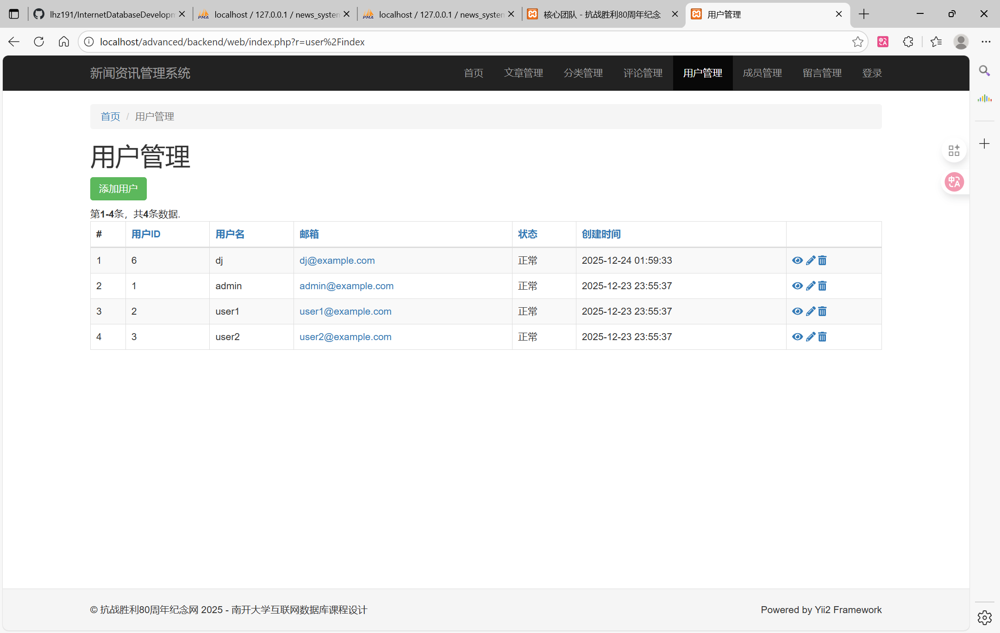 lhz191/InternetDatabaseDevelopm
localhost / 127.0.0.1 / news_system
localhost / 127.0.0.1 / news_system
核心团队 - 抗战胜利80周年纪念
用户管理
localhost/advanced/backend/web/index.php?r=user%2Findex
新闻资讯管理系统
首页 文章管理 分类管理 评论管理 用户管理 成员管理 留言管理 登录
首页 / 用户管理
用户管理
添加用户
第1-4条，共4条数据.
# 用户ID 用户名 邮箱 状态 创建时间
1 6 dj dj@example.com 正常 2025-12-24 01:59:33
2 1 admin admin@example.com 正常 2025-12-23 23:55:37
3 2 user1 user1@example.com 正常 2025-12-23 23:55:37
4 3 user2 user2@example.com 正常 2025-12-23 23:55:37
© 抗战胜利80周年纪念网 2025 - 南开大学互联网数据库课程设计
Powered by Yii2 Framework